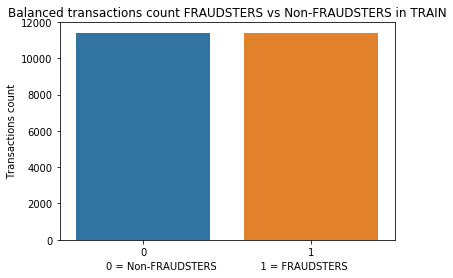 Balanced transactions count FRAUDSTERS vs Non-FRAUDSTERS in TRAIN
12000
10000
8000
6000
4000
2000
0
Transactions count
0 1
0 = Non-FRAUDSTERS 1 = FRAUDSTERS